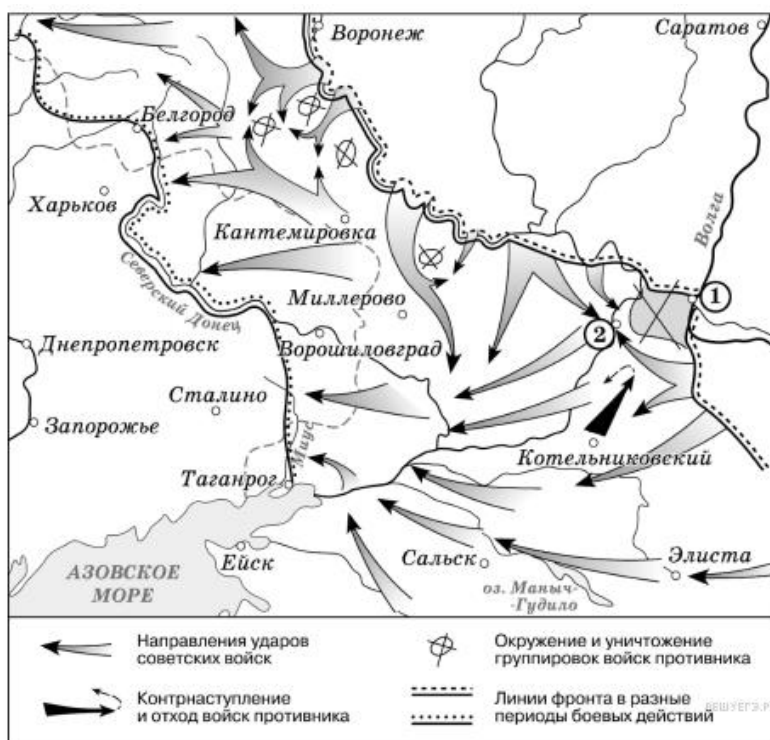 Воронеж
Саратов
Белгород
Харьков
Волга
Кантемировка
Северский Донец
Миллерово
1
2
Днепропетровск
Ворошиловград
Сталино
Запорожье
Миус
Котельниковский
Таганрог
Ейск
Сальск
Элиста
АЗОВСКОЕ
МОРЕ
оз. Маныч-
-Гудило
Направления ударов
советских войск
Окружение и уничтожение
группировок войск противника
Контрнаступление
и отход войск противника
Линии фронта в разные
периоды боевых действий